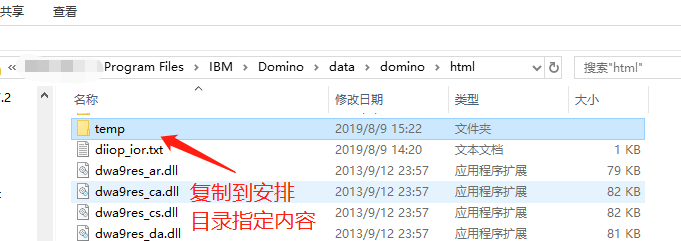 共享 查看
« Program Files > IBM > Domino > data > domino > html 搜索"html"
.2 名称 修改日期 类型
temp 2019/8/9 15:22 文件夹
diiop_ior.txt 2019/8/9 14:20 文本文档 1 KB
dwa9res_ar.dll 2013/9/12 23:57 应用程序扩展 79 KB
dwa9res_ca.dll 2013/9/12 23:57 应用程序扩展 82 KB
dwa9res_cs.dll 2013/9/12 23:57 应用程序扩展 82 KB
dwa9res_da.dll 2013/9/12 23:57 应用程序扩展 81 KB
复制到安排
目录指定内容